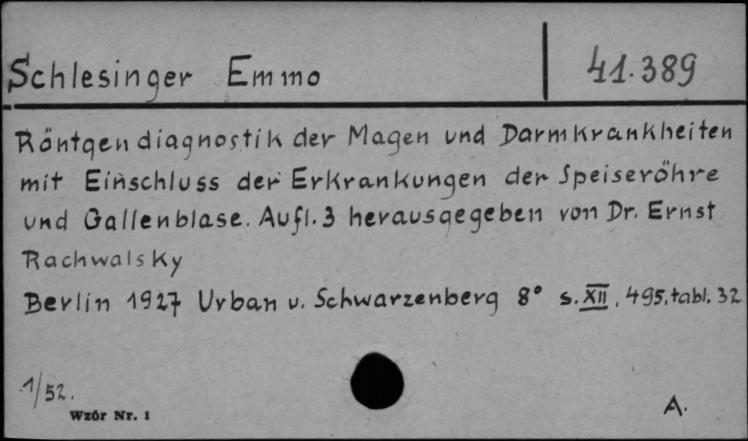 Schlesinger Emmo 41.389
Röntgendiagnostik der Magen und Darmkrankheiten
mit Einschluss der Erkrankungen der Speiseröhre
und Gallenblase. Aufl. 3 herausgegeben von Dr. Ernst
Rachwalsky
Berlin 1927 Urban u. Schwarzenberg 8° s. XII, 495, tabl. 32
1/52.
Wzór Nr. 1
A.